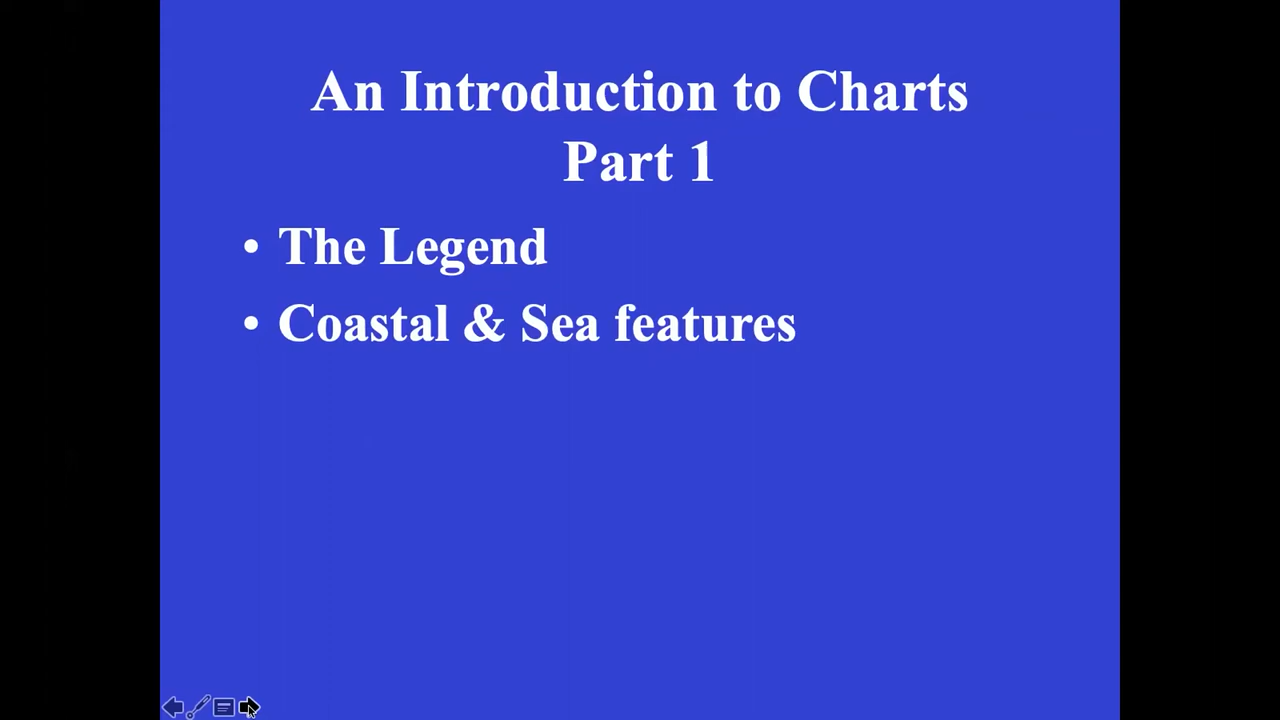 An Introduction to Charts
Part 1
• The Legend
• Coastal & Sea features